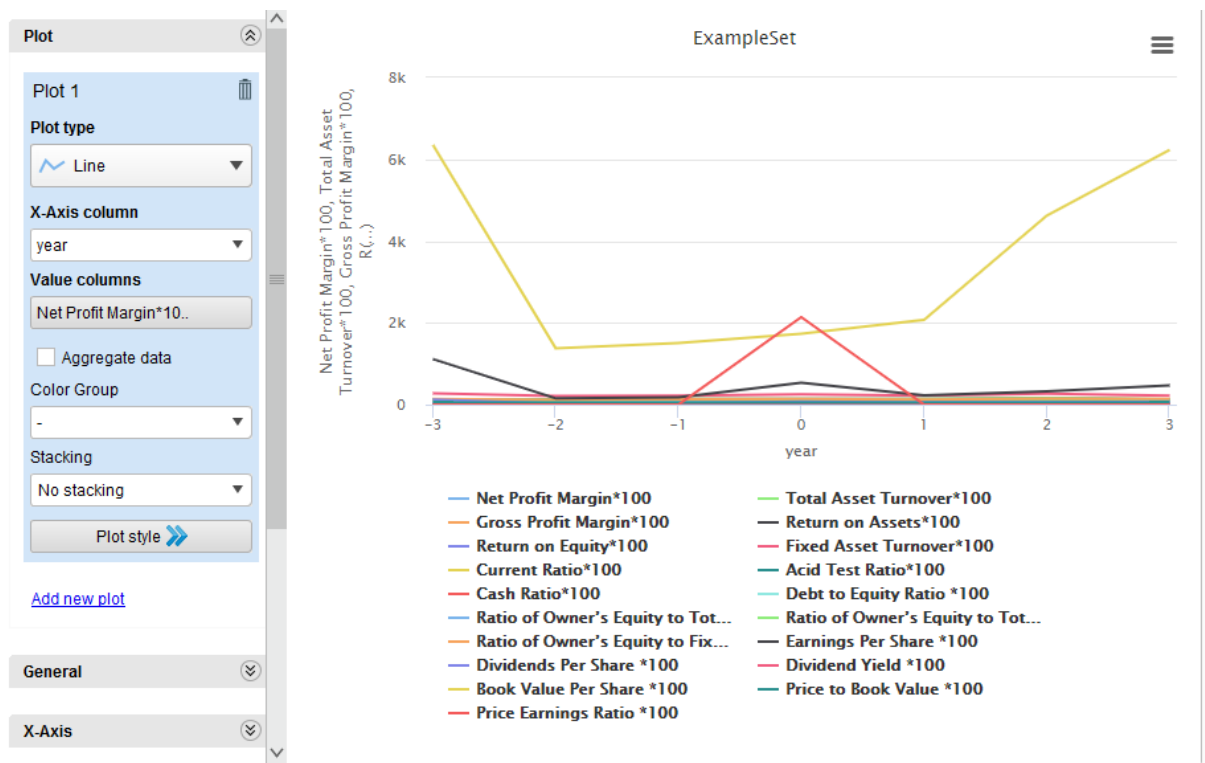 Plot
Plot 1
Plot type
Line
X-Axis column
year
Value columns
Net Profit Margin*10..
Aggregate data
Color Group
-
Stacking
No stacking
Plot style
Add new plot
General
X-Axis
ExampleSet
Net Profit Margin*100, Total Asset
Turnover*100, Gross Profit Margin*100,
R(...)
8k
6k
4k
2k
0
-3 -2 -1 0 1 2 3
year
Net Profit Margin*100 Total Asset Turnover*100
Gross Profit Margin*100 Return on Assets*100
Return on Equity*100 Fixed Asset Turnover*100
Current Ratio*100 Acid Test Ratio*100
Cash Ratio*100 Debt to Equity Ratio *100
Ratio of Owner's Equity to Tot... Ratio of Owner's Equity to Tot...
Ratio of Owner's Equity to Fix... Earnings Per Share *100
Dividends Per Share *100 Dividend Yield *100
Book Value Per Share *100 Price to Book Value *100
Price Earnings Ratio *100